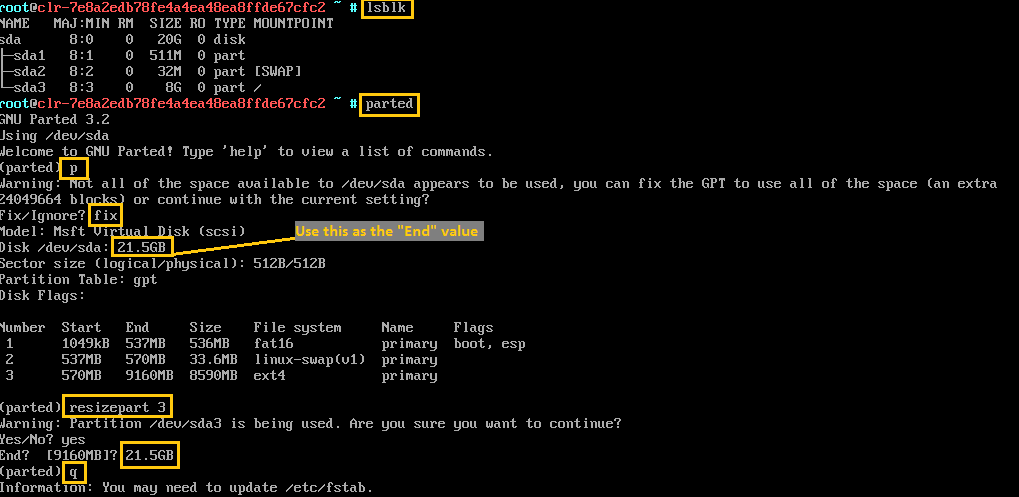 root@clr-7e8a2edb78fe4a4ea48ea8ffde67cfc2 ~ # lsblk
NAME   MAJ:MIN RM  SIZE RO TYPE MOUNTPOINT
sda      8:0    0   20G  0 disk
├─sda1   8:1    0  511M  0 part
├─sda2   8:2    0   32M  0 part [SWAP]
└─sda3   8:3    0    8G  0 part /
root@clr-7e8a2edb78fe4a4ea48ea8ffde67cfc2 ~ # parted
GNU Parted 3.2
Using /dev/sda
Welcome to GNU Parted! Type 'help' to view a list of commands.
(parted) p
Warning: Not all of the space available to /dev/sda appears to be used, you can fix the GPT to use all of the space (an extra
24049664 blocks) or continue with the current setting?
Fix/Ignore? fix
Model: Msft Virtual Disk (scsi)
Use this as the "End" value
Disk /dev/sda: 21.5GB
Sector size (logical/physical): 512B/512B
Partition Table: gpt
Disk Flags:
Number  Start   End     Size    File system     Name     Flags
 1      1049kB  537MB   536MB   fat16           primary  boot, esp
 2      537MB   570MB   33.6MB  linux-swap(v1)  primary
 3      570MB   9160MB  8590MB  ext4            primary
(parted) resizepart 3
Warning: Partition /dev/sda3 is being used. Are you sure you want to continue?
Yes/No? yes
End?  [9160MB]? 21.5GB
(parted) q
Information: You may need to update /etc/fstab.